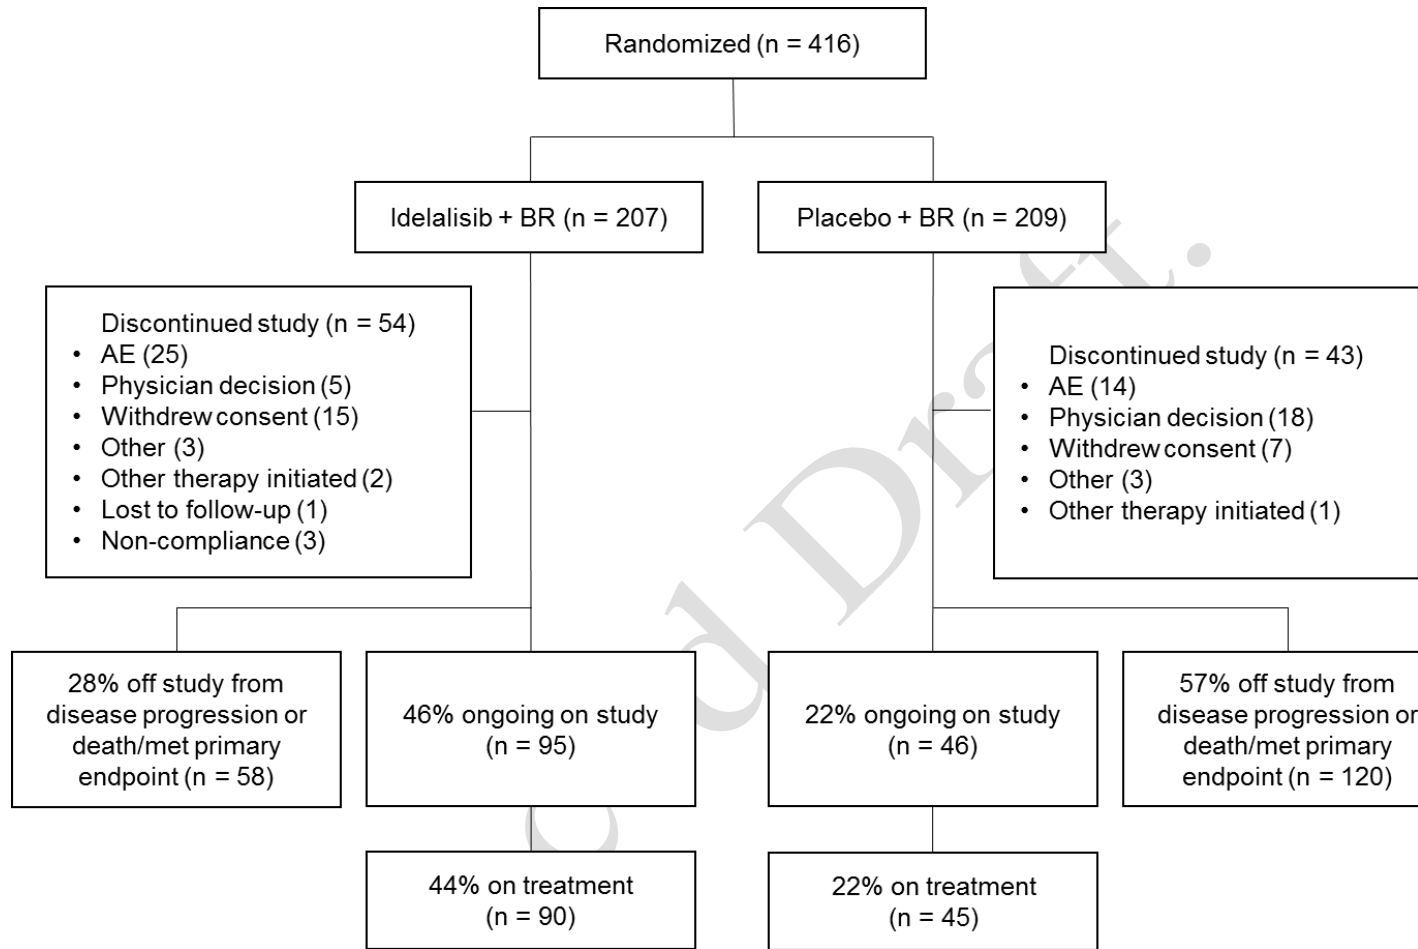 Randomized (n = 416)
Idelalisib + BR (n = 207)
Placebo + BR (n = 209)
Discontinued study (n = 54)
• AE (25)
• Physician decision (5)
• Withdrew consent (15)
• Other (3)
• Other therapy initiated (2)
• Lost to follow-up (1)
• Non-compliance (3)
Discontinued study (n = 43)
• AE (14)
• Physician decision (18)
• Withdrew consent (7)
• Other (3)
• Other therapy initiated (1)
28% off study from
disease progression or
death/met primary
endpoint (n = 58)
46% ongoing on study
(n = 95)
22% ongoing on study
(n = 46)
57% off study from
disease progression or
death/met primary
endpoint (n = 120)
44% on treatment
(n = 90)
22% on treatment
(n = 45)
d Draft.